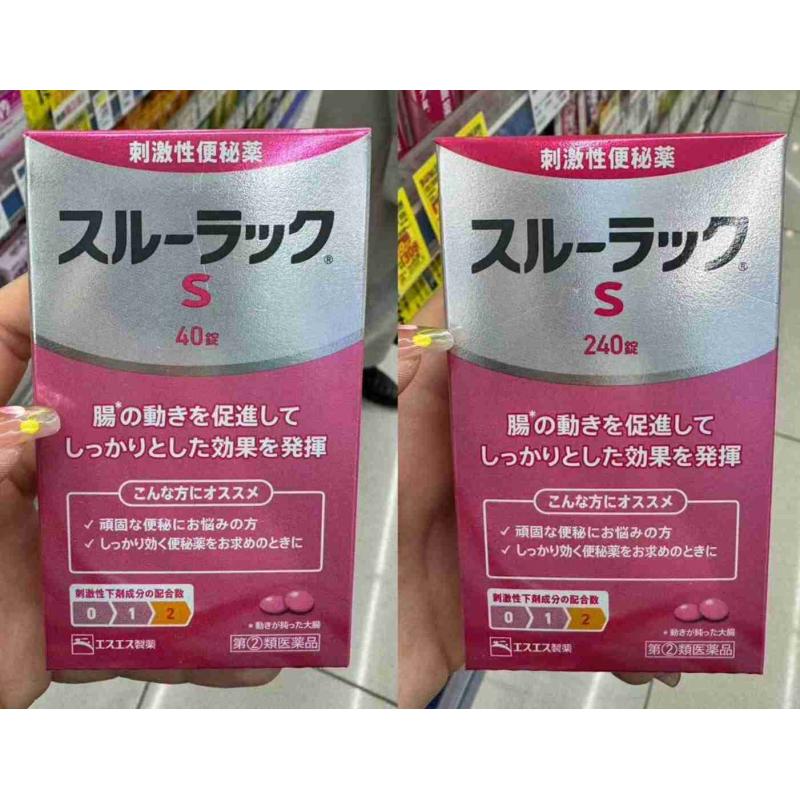 刺激性便秘薬
スルーラック®
S
40錠
腸*の動きを促進して
しっかりとした効果を発揮
こんな方にオススメ
✓ 頑固な便秘にお悩みの方
✓ しっかり効く便秘薬をお求めのときに
刺激性下剤成分の配合数
0 1 2
*動きが鈍った大腸
エスエス製薬
第②類医薬品
刺激性便秘薬
スルーラック®
S
240錠
腸*の動きを促進して
しっかりとした効果を発揮
こんな方にオススメ
✓ 頑固な便秘にお悩みの方
✓ しっかり効く便秘薬をお求めのときに
刺激性下剤成分の配合数
0 1 2
*動きが鈍った大腸
エスエス製薬
指第②類医薬品